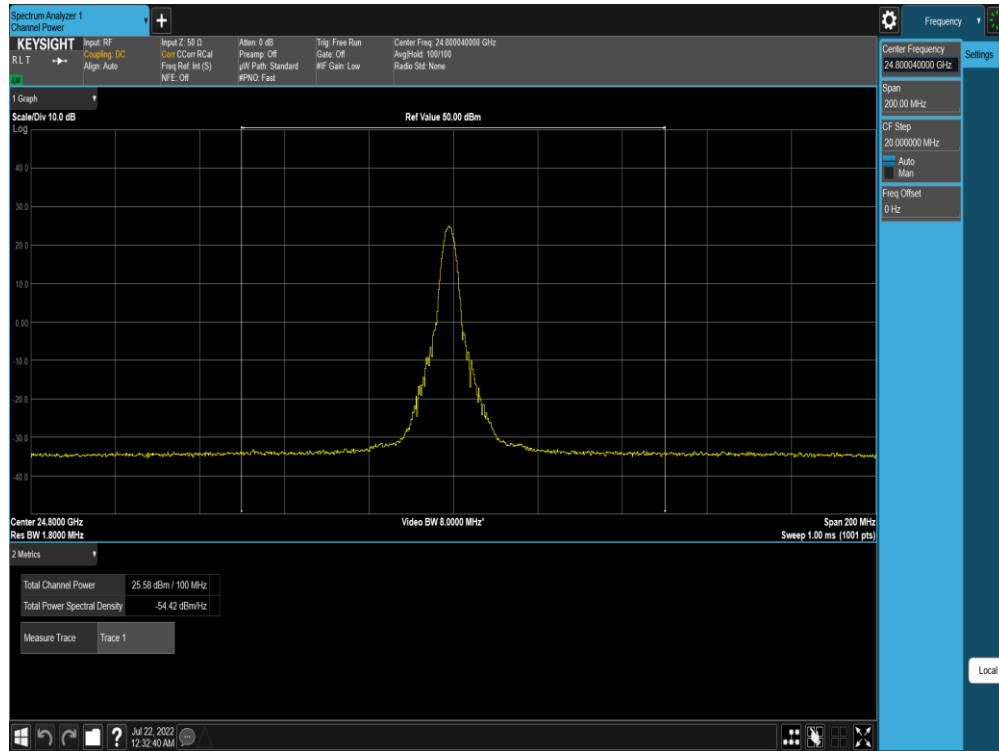 Spectrum Analyzer 1
Channel Power
+
Frequency
KEYSIGHT
R L T
LV
Input: RF
Coupling: DC
Align: Auto
Input Z: 50 Ω
Corr CCorr RCal
Freq Ref: Int (S)
NFE: Off
Atten: 0 dB
Preamp: Off
µW Path: Standard
#PNO: Fast
Trig: Free Run
Gate: Off
#IF Gain: Low
Center Freq: 24.800040000 GHz
Avg|Hold: 100/100
Radio Std: None
Center Frequency
24.800040000 GHz
Settings
Span
200.00 MHz
CF Step
20.000000 MHz
Auto
Man
Freq Offset
0 Hz
1 Graph
Scale/Div 10.0 dB
Ref Value 50.00 dBm
Log
40.0
30.0
20.0
10.0
0.00
-10.0
-20.0
-30.0
-40.0
Center 24.8000 GHz
Video BW 8.0000 MHz*
Span 200 MHz
Res BW 1.8000 MHz
Sweep 1.00 ms (1001 pts)
2 Metrics
Total Channel Power 25.58 dBm / 100 MHz
Total Power Spectral Density -54.42 dBm/Hz
Measure Trace Trace 1
Local
?
Jul 22, 2022
12:32:40 AM